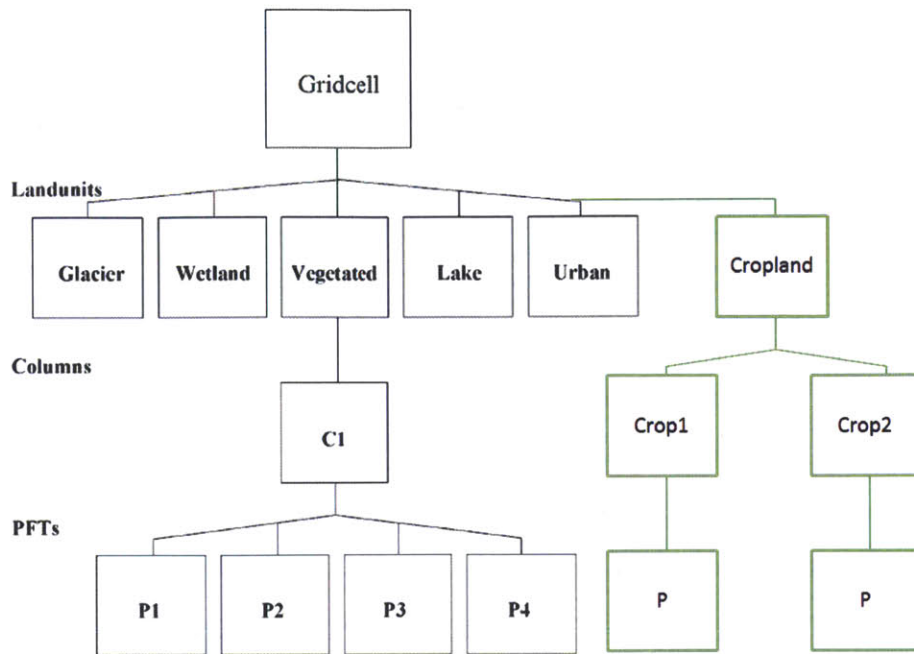 Gridcell
Landunits
Glacier
Wetland
Vegetated
Lake
Urban
Cropland
Columns
C1
Crop1
Crop2
PFTs
P1
P2
P3
P4
P
P